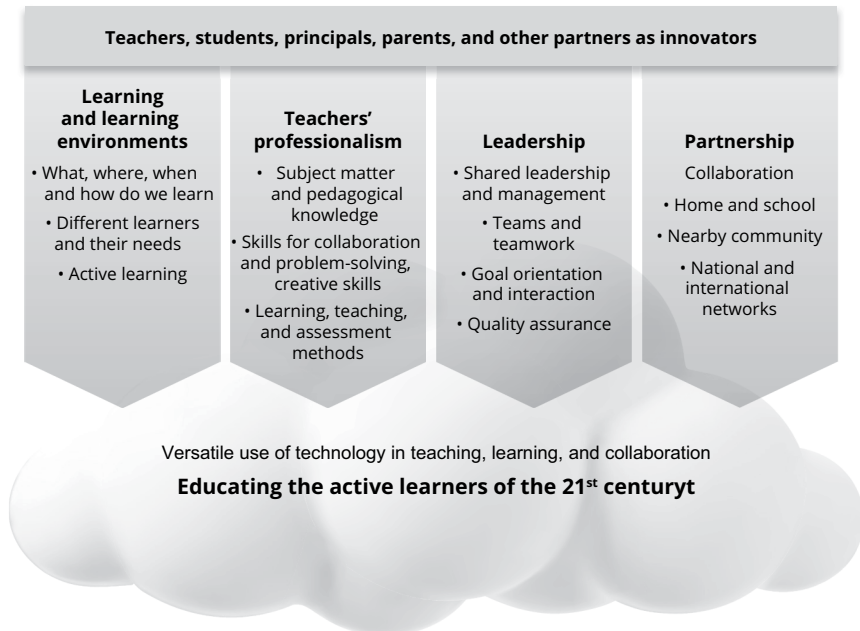 Teachers, students, principals, parents, and other partners as innovators
Learning
and learning
environments
• What, where, when
and how do we learn
• Different learners
and their needs
• Active learning
Teachers’
professionalism
• Subject matter
and pedagogical
knowledge
• Skills for collaboration
and problem-solving,
creative skills
• Learning, teaching,
and assessment
methods
Leadership
• Shared leadership
and management
• Teams and
teamwork
• Goal orientation
and interaction
• Quality assurance
Partnership
Collaboration
• Home and school
• Nearby community
• National and
international
networks
Versatile use of technology in teaching, learning, and collaboration
Educating the active learners of the 21st centuryt